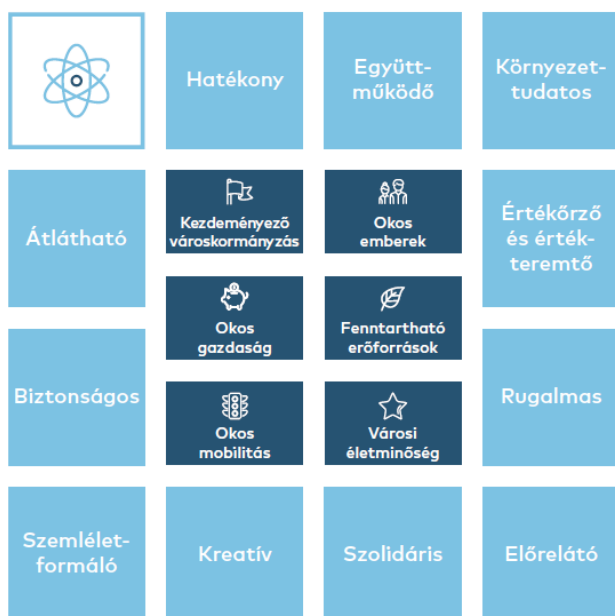 Hatékony
Együtt-
működő
Környezet-
tudatos
Átlátható
Kezdeményező
városkormányzás
Okos
emberek
Értékőrző
és érték-
teremtő
Okos
gazdaság
Fenntartható
erőforrások
Biztonságos
Okos
mobilitás
Városi
életminőség
Rugalmas
Szemlélet-
formáló
Kreatív
Szolidáris
Előrelátó